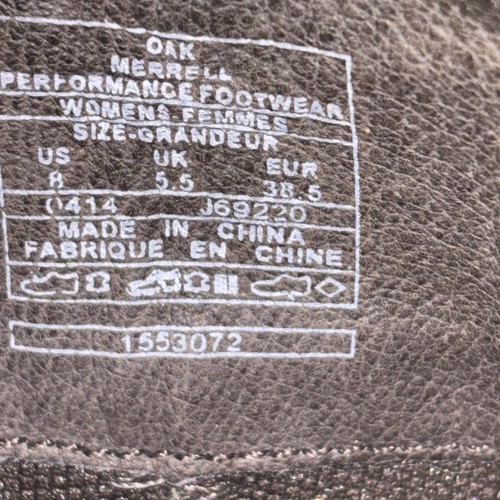 OAK
MERRELL
PERFORMANCE FOOTWEAR
WOMENS-FEMMES
SIZE-GRANDEUR
US UK EUR
8 5.5 38.5
0414 J69220
MADE IN CHINA
FABRIQUE EN CHINE
1553072